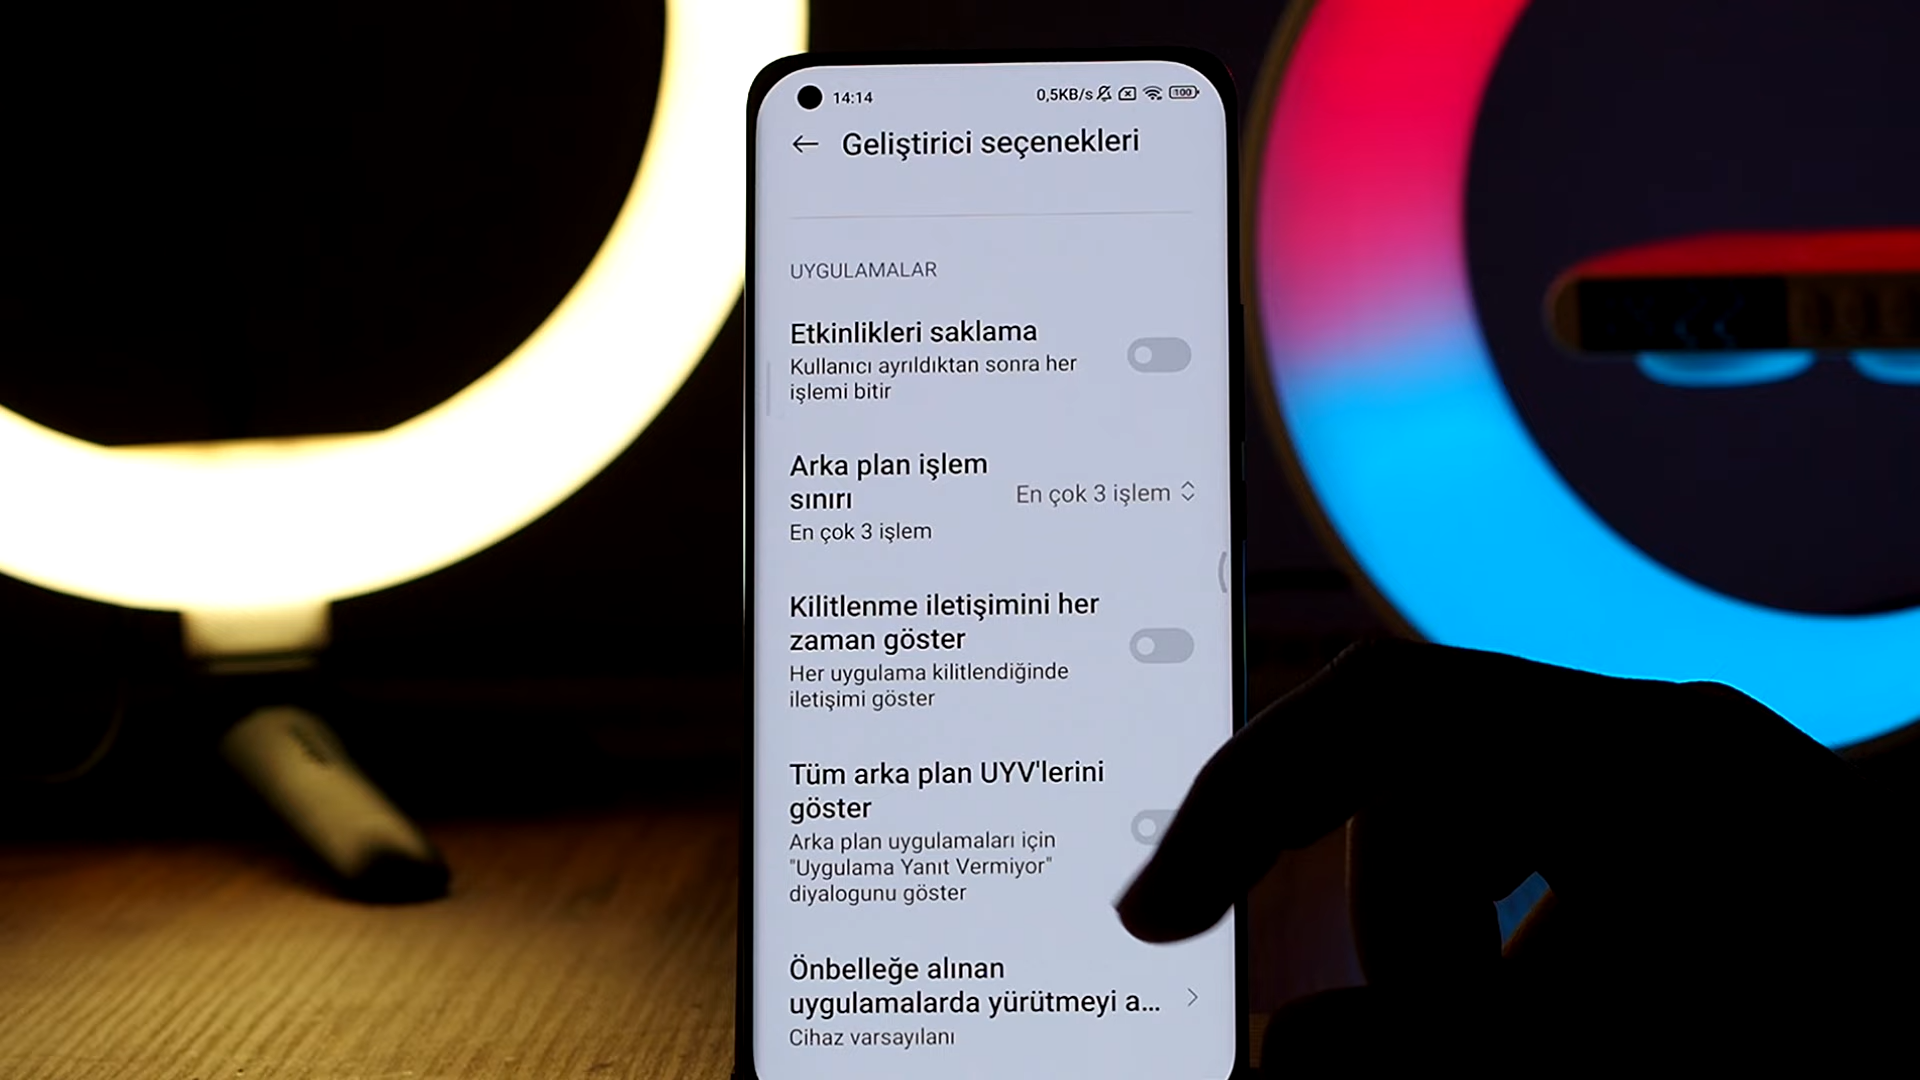 14:14 0,5KB/s 100
Geliştirici seçenekleri
UYGULAMALAR
Etkinlikleri saklama
Kullanıcı ayrıldıktan sonra her
işlemi bitir
Arka plan işlem
sınırı
En çok 3 işlem
En çok 3 işlem
Kilitlenme iletişimini her
zaman göster
Her uygulama kilitlendiğinde
iletişimi göster
Tüm arka plan UYV'lerini
göster
Arka plan uygulamaları için
"Uygulama Yanıt Vermiyor"
diyalogunu göster
Önbelleğe alınan
uygulamalarda yürütmeyi a...
Cihaz varsayılanı